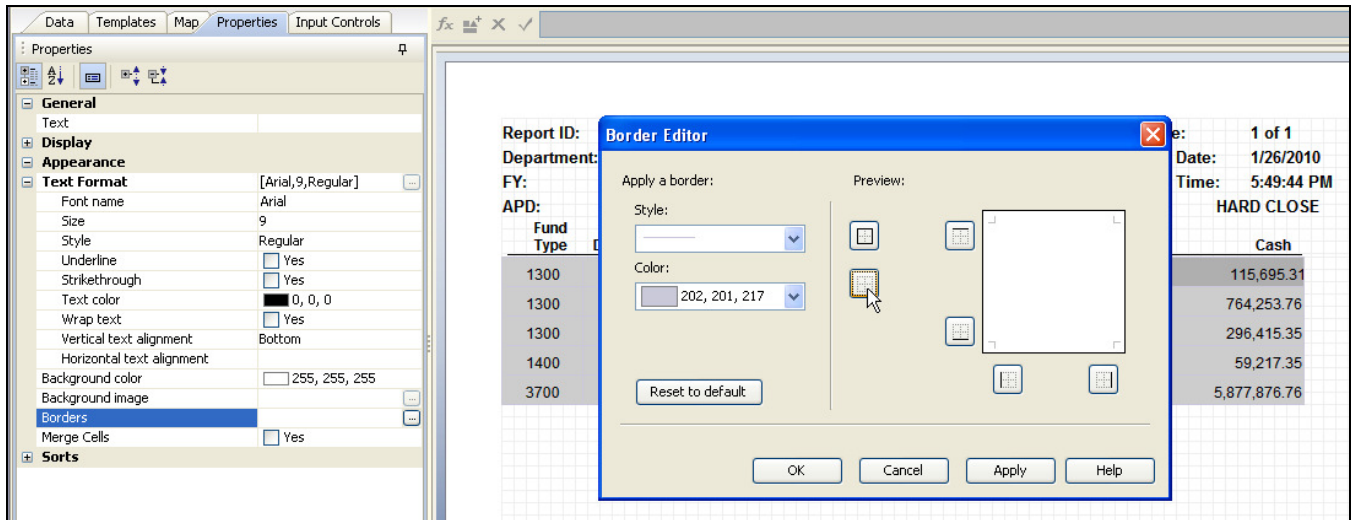 Data Templates Map Properties Input Controls
Properties
General
Text
Display
Appearance
Text Format [Arial,9,Regular] ...
Font name Arial
Size 9
Style Regular
Underline Yes
Strikethrough Yes
Text color 0, 0, 0
Wrap text Yes
Vertical text alignment Bottom
Horizontal text alignment
Background color 255, 255, 255
Background image ...
Borders ...
Merge Cells Yes
Sorts
fx
Report ID: e: 1 of 1
Department: Date: 1/26/2010
FY: Time: 5:49:44 PM
APD: HARD CLOSE
Fund
Type D Cash
1300 115,695.31
1300 764,253.76
1300 296,415.35
1400 59,217.35
3700 5,877,876.76
Border Editor
Apply a border: Preview:
Style:
Color:
202, 201, 217
Reset to default
OK Cancel Apply Help